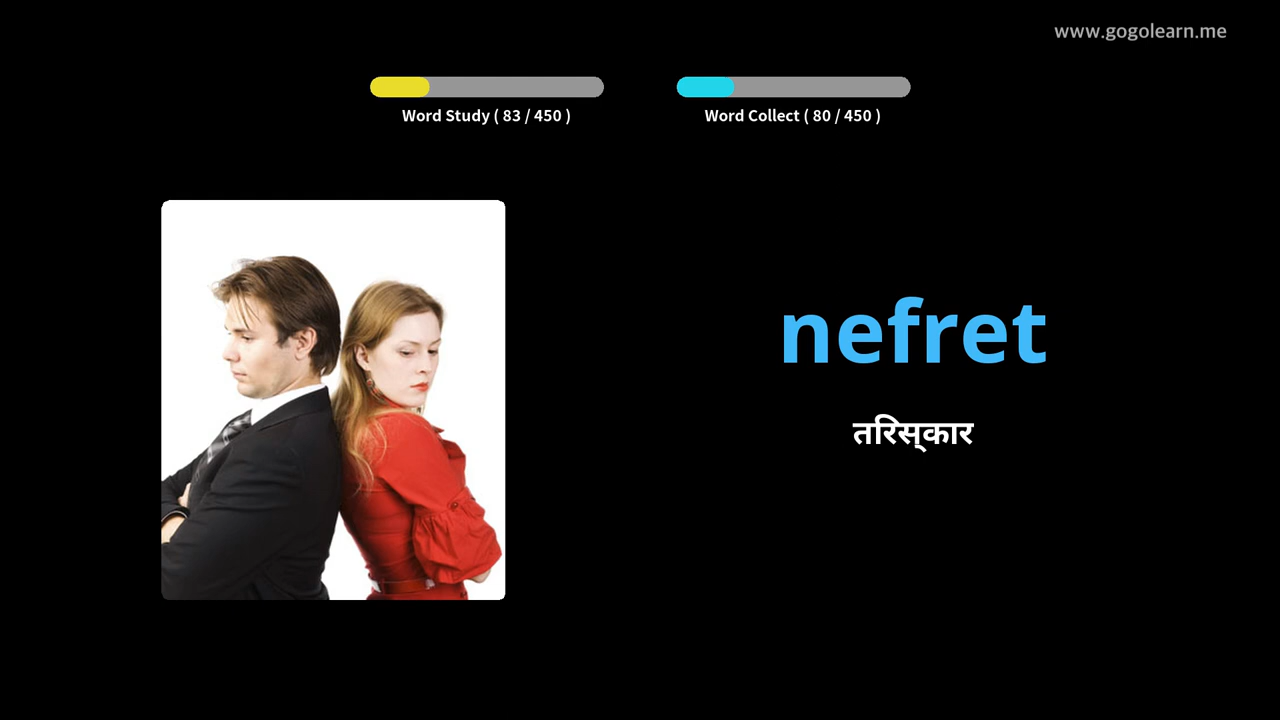 www.gogolearn.me
Word Study ( 83 / 450 )
Word Collect ( 80 / 450 )
nefret
तरिस्‌कार